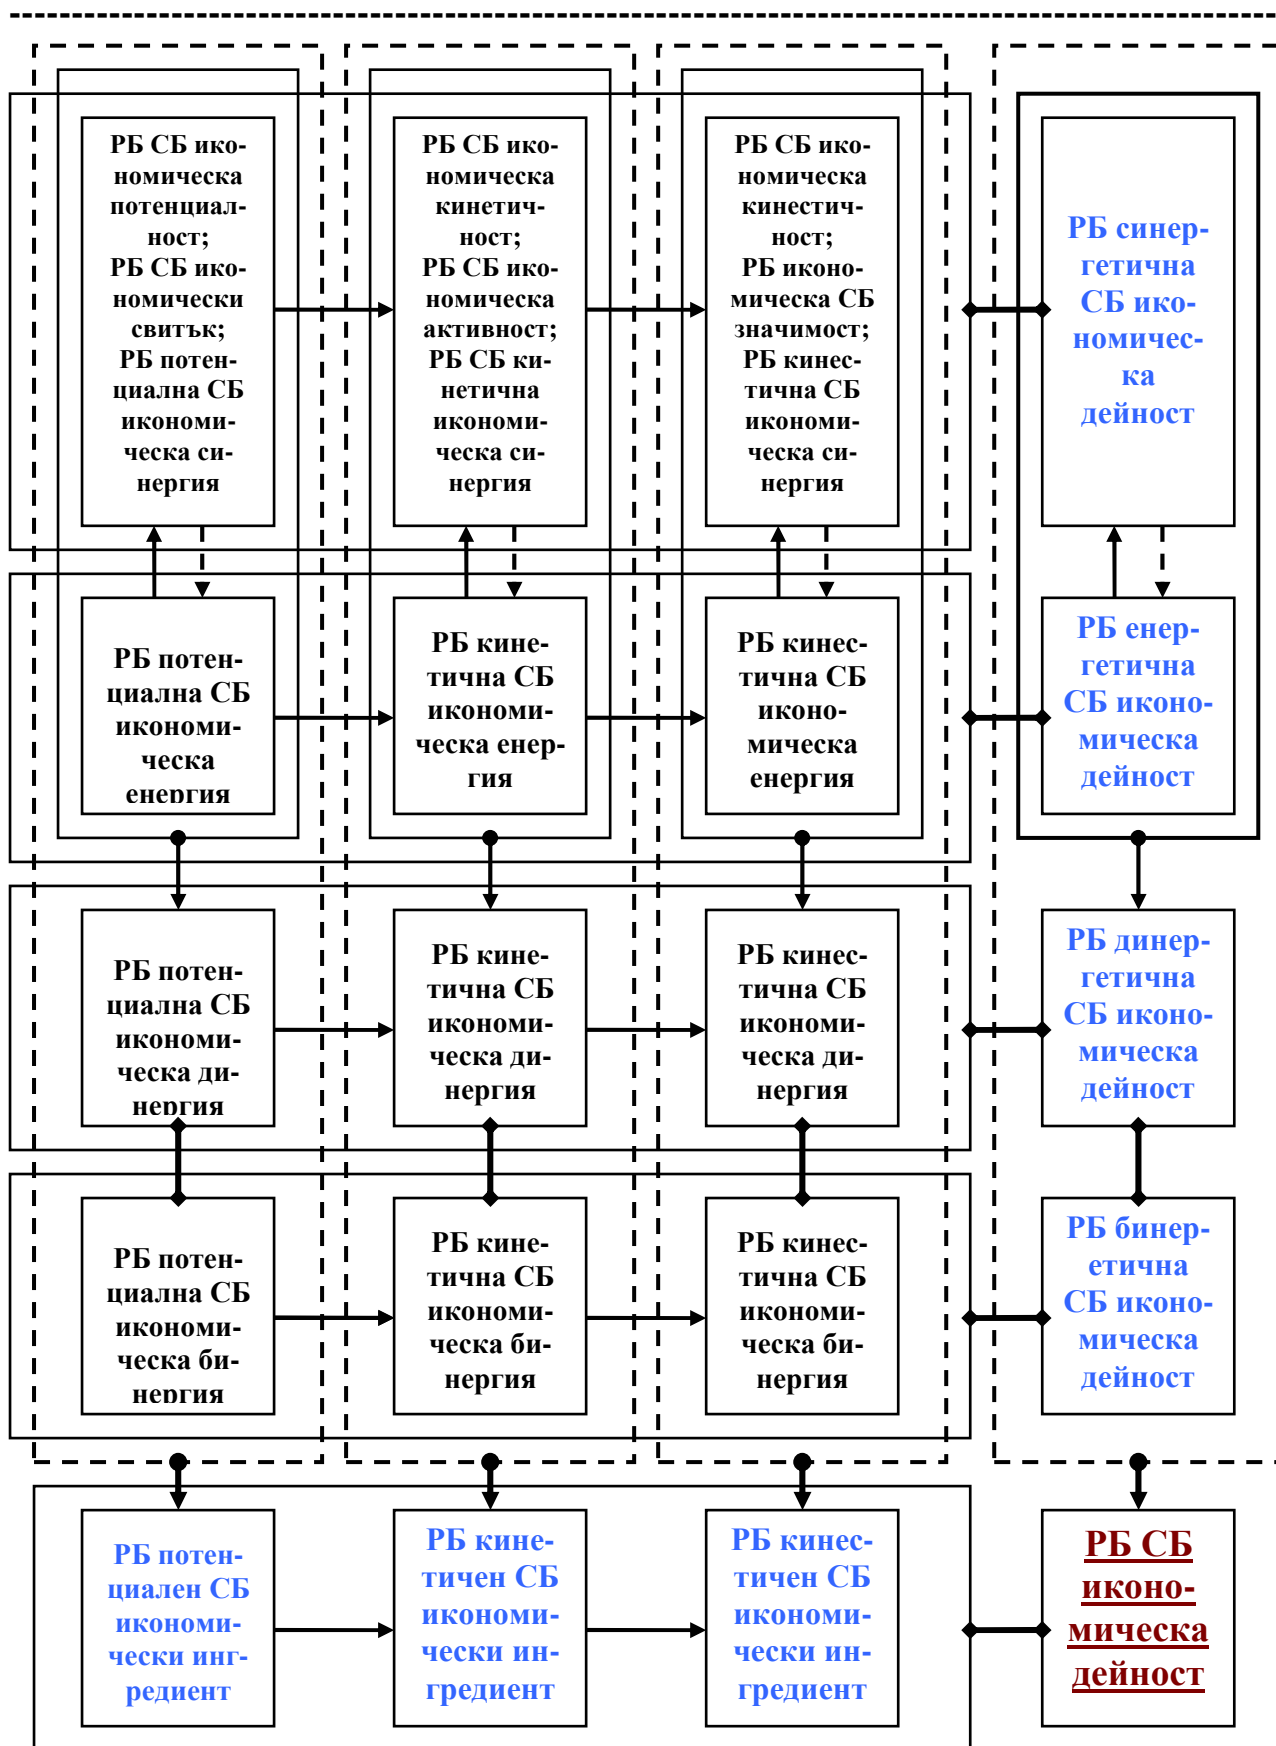 РБ СБ ико-
номическа
потенциал-
ност;
РБ СБ ико-
номически
свитък;
РБ потен-
циална СБ
икономи-
ческа си-
нергия
РБ СБ ико-
номическа
кинетич-
ност;
РБ СБ ико-
номическа
активност;
РБ СБ ки-
нетична
икономи-
ческа си-
нергия
РБ СБ ико-
номическа
кинестич-
ност;
РБ иконо-
мическа СБ
значимост;
РБ кинес-
тична СБ
икономи-
ческа си-
нергия
РБ синер-
гетична
СБ ико-
номичес-
ка
дейност
РБ потен-
циална СБ
икономи-
ческа
енергия
РБ кине-
тична СБ
икономи-
ческа енер-
гия
РБ кинес-
тична СБ
иконо-
мическа
енергия
РБ енер-
гетична
СБ иконо-
мическа
дейност
РБ потен-
циална СБ
икономи-
ческа ди-
нергия
РБ кине-
тична СБ
икономи-
ческа ди-
нергия
РБ кинес-
тична СБ
икономи-
ческа ди-
нергия
РБ динер-
гетична
СБ иконо-
мическа
дейност
РБ потен-
циална СБ
икономи-
ческа би-
нергия
РБ кине-
тична СБ
икономи-
ческа би-
нергия
РБ кинес-
тична СБ
икономи-
ческа би-
нергия
РБ бинер-
етична
СБ иконо-
мическа
дейност
РБ потен-
циален СБ
икономи-
чески инг-
редиент
РБ кине-
тичен СБ
икономи-
чески ин-
гредиент
РБ кинес-
тичен СБ
икономи-
чески ин-
гредиент
РБ СБ
иконо-
мическа
дейност